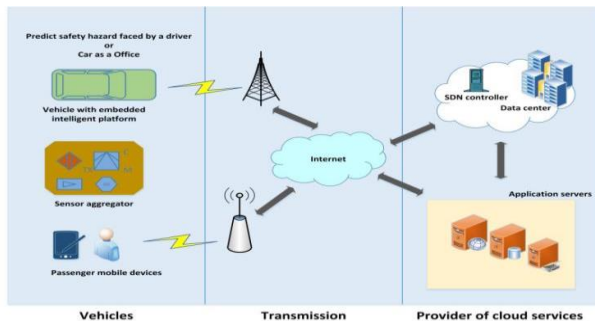 Predict safety hazard faced by a driver
or
Car as a Office
Vehicle with embedded
intelligent platform
Sensor aggregator
Passenger mobile devices
Internet
SDN controller
Data center
Application servers
Vehicles
Transmission
Provider of cloud services